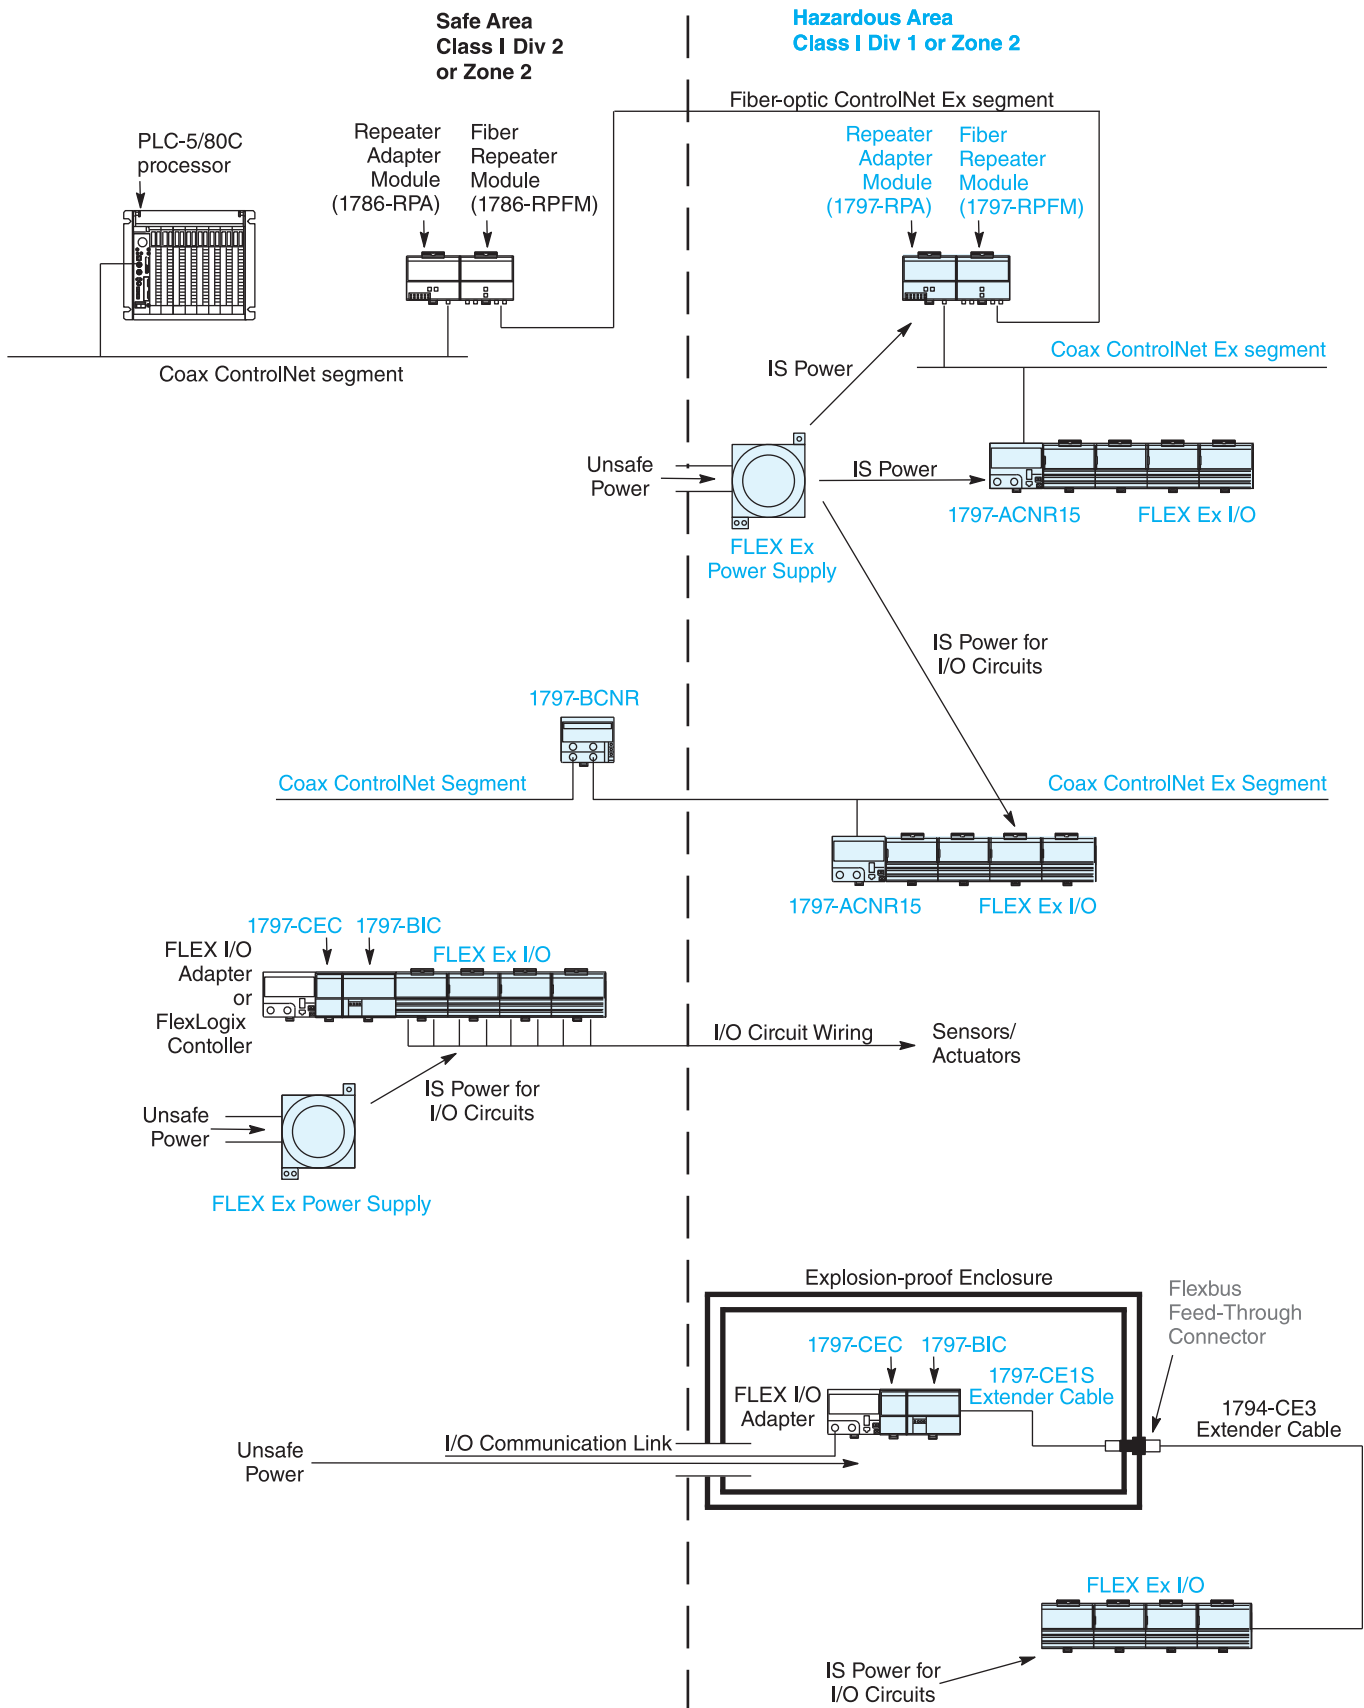 Safe Area
Class I Div 2
or Zone 2
Hazardous Area
Class I Div 1 or Zone 2
Fiber-optic ControlNet Ex segment
PLC-5/80C
processor
Repeater
Adapter
Module
(1786-RPA)
Fiber
Repeater
Module
(1786-RPFM)
Repeater
Adapter
Module
(1797-RPA)
Fiber
Repeater
Module
(1797-RPFM)
Coax ControlNet segment
IS Power
Coax ControlNet Ex segment
Unsafe
Power
IS Power
1797-ACNR15
FLEX Ex I/O
FLEX Ex
Power Supply
IS Power for
I/O Circuits
1797-BCNR
Coax ControlNet Segment
Coax ControlNet Ex Segment
1797-ACNR15
FLEX Ex I/O
1797-CEC
1797-BIC
FLEX Ex I/O
FLEX I/O
Adapter
or
FlexLogix
Contoller
I/O Circuit Wiring
Sensors/
Actuators
IS Power for
I/O Circuits
Unsafe
Power
FLEX Ex Power Supply
Explosion-proof Enclosure
Flexbus
Feed-Through
Connector
1797-CEC
1797-BIC
1797-CE1S
Extender Cable
FLEX I/O
Adapter
1794-CE3
Extender Cable
I/O Communication Link
Unsafe
Power
FLEX Ex I/O
IS Power for
I/O Circuits